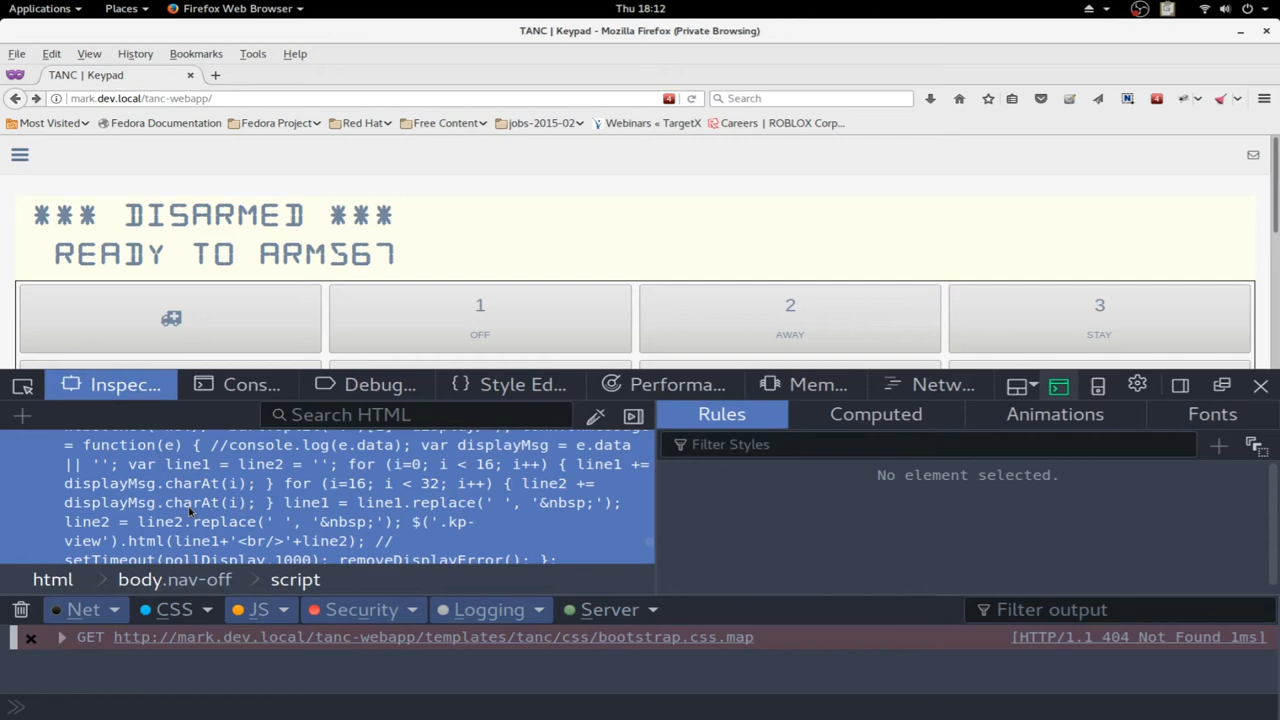 Applications Places Firefox Web Browser Thu 18:12
TANC | Keypad - Mozilla Firefox (Private Browsing)
File Edit View History Bookmarks Tools Help
TANC | Keypad
mark.dev.local/tanc-webapp/ 4 Search 4
Most Visited Fedora Documentation Fedora Project Red Hat Free Content jobs-2015-02 Webinars « TargetX Careers | ROBLOX Corp...
*** DISARMED ***
READY TO ARM567
1 2 3
OFF AWAY STAY
Inspec... Cons... Debug... Style Ed... Performa... Mem... Netw...
Search HTML Rules Computed Animations Fonts
= function(e) { //console.log(e.data); var displayMsg = e.data
|| ''; var line1 = line2 = ''; for (i=0; i < 16; i++) { line1 +=
displayMsg.charAt(i); } for (i=16; i < 32; i++) { line2 +=
displayMsg.charAt(i); } line1 = line1.replace(' ', '&nbsp;');
line2 = line2.replace(' ', '&nbsp;'); $('.kp-
view').html(line1+'<br/>'+line2); //
setTimeout(pollDisplay,1000); removeDisplayError(); };
Filter Styles
No element selected.
html body.nav-off script
Net CSS JS Security Logging Server Filter output
GET http://mark.dev.local/tanc-webapp/templates/tanc/css/bootstrap.css.map [HTTP/1.1 404 Not Found 1ms]